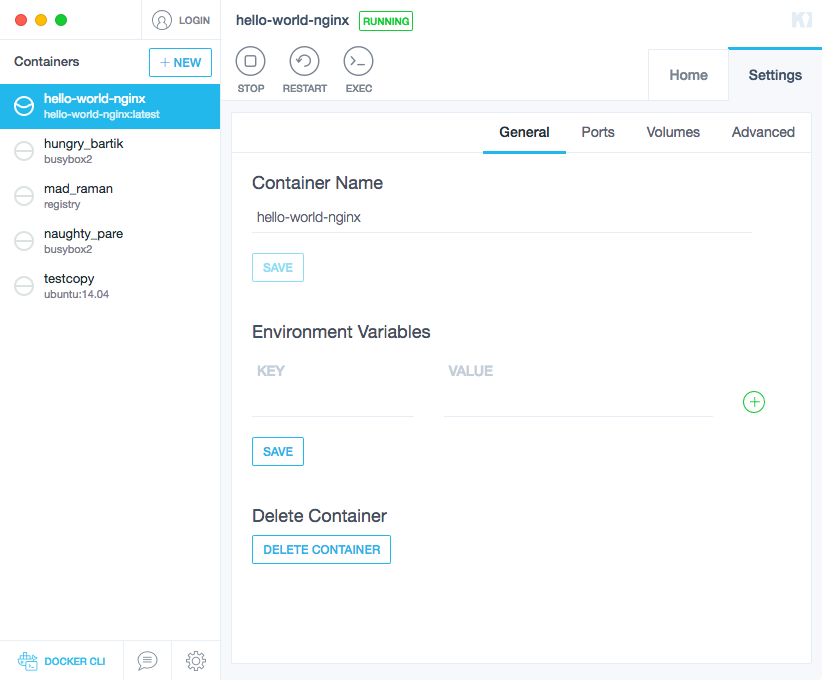 LOGIN
Containers
+ NEW
hello-world-nginx
hello-world-nginx:latest
hungry_bartik
busybox2
mad_raman
registry
naughty_pare
busybox2
testcopy
ubuntu:14.04
DOCKER CLI
hello-world-nginx RUNNING
STOP RESTART EXEC
Home Settings
General Ports Volumes Advanced
Container Name
hello-world-nginx
SAVE
Environment Variables
KEY VALUE
SAVE
Delete Container
DELETE CONTAINER